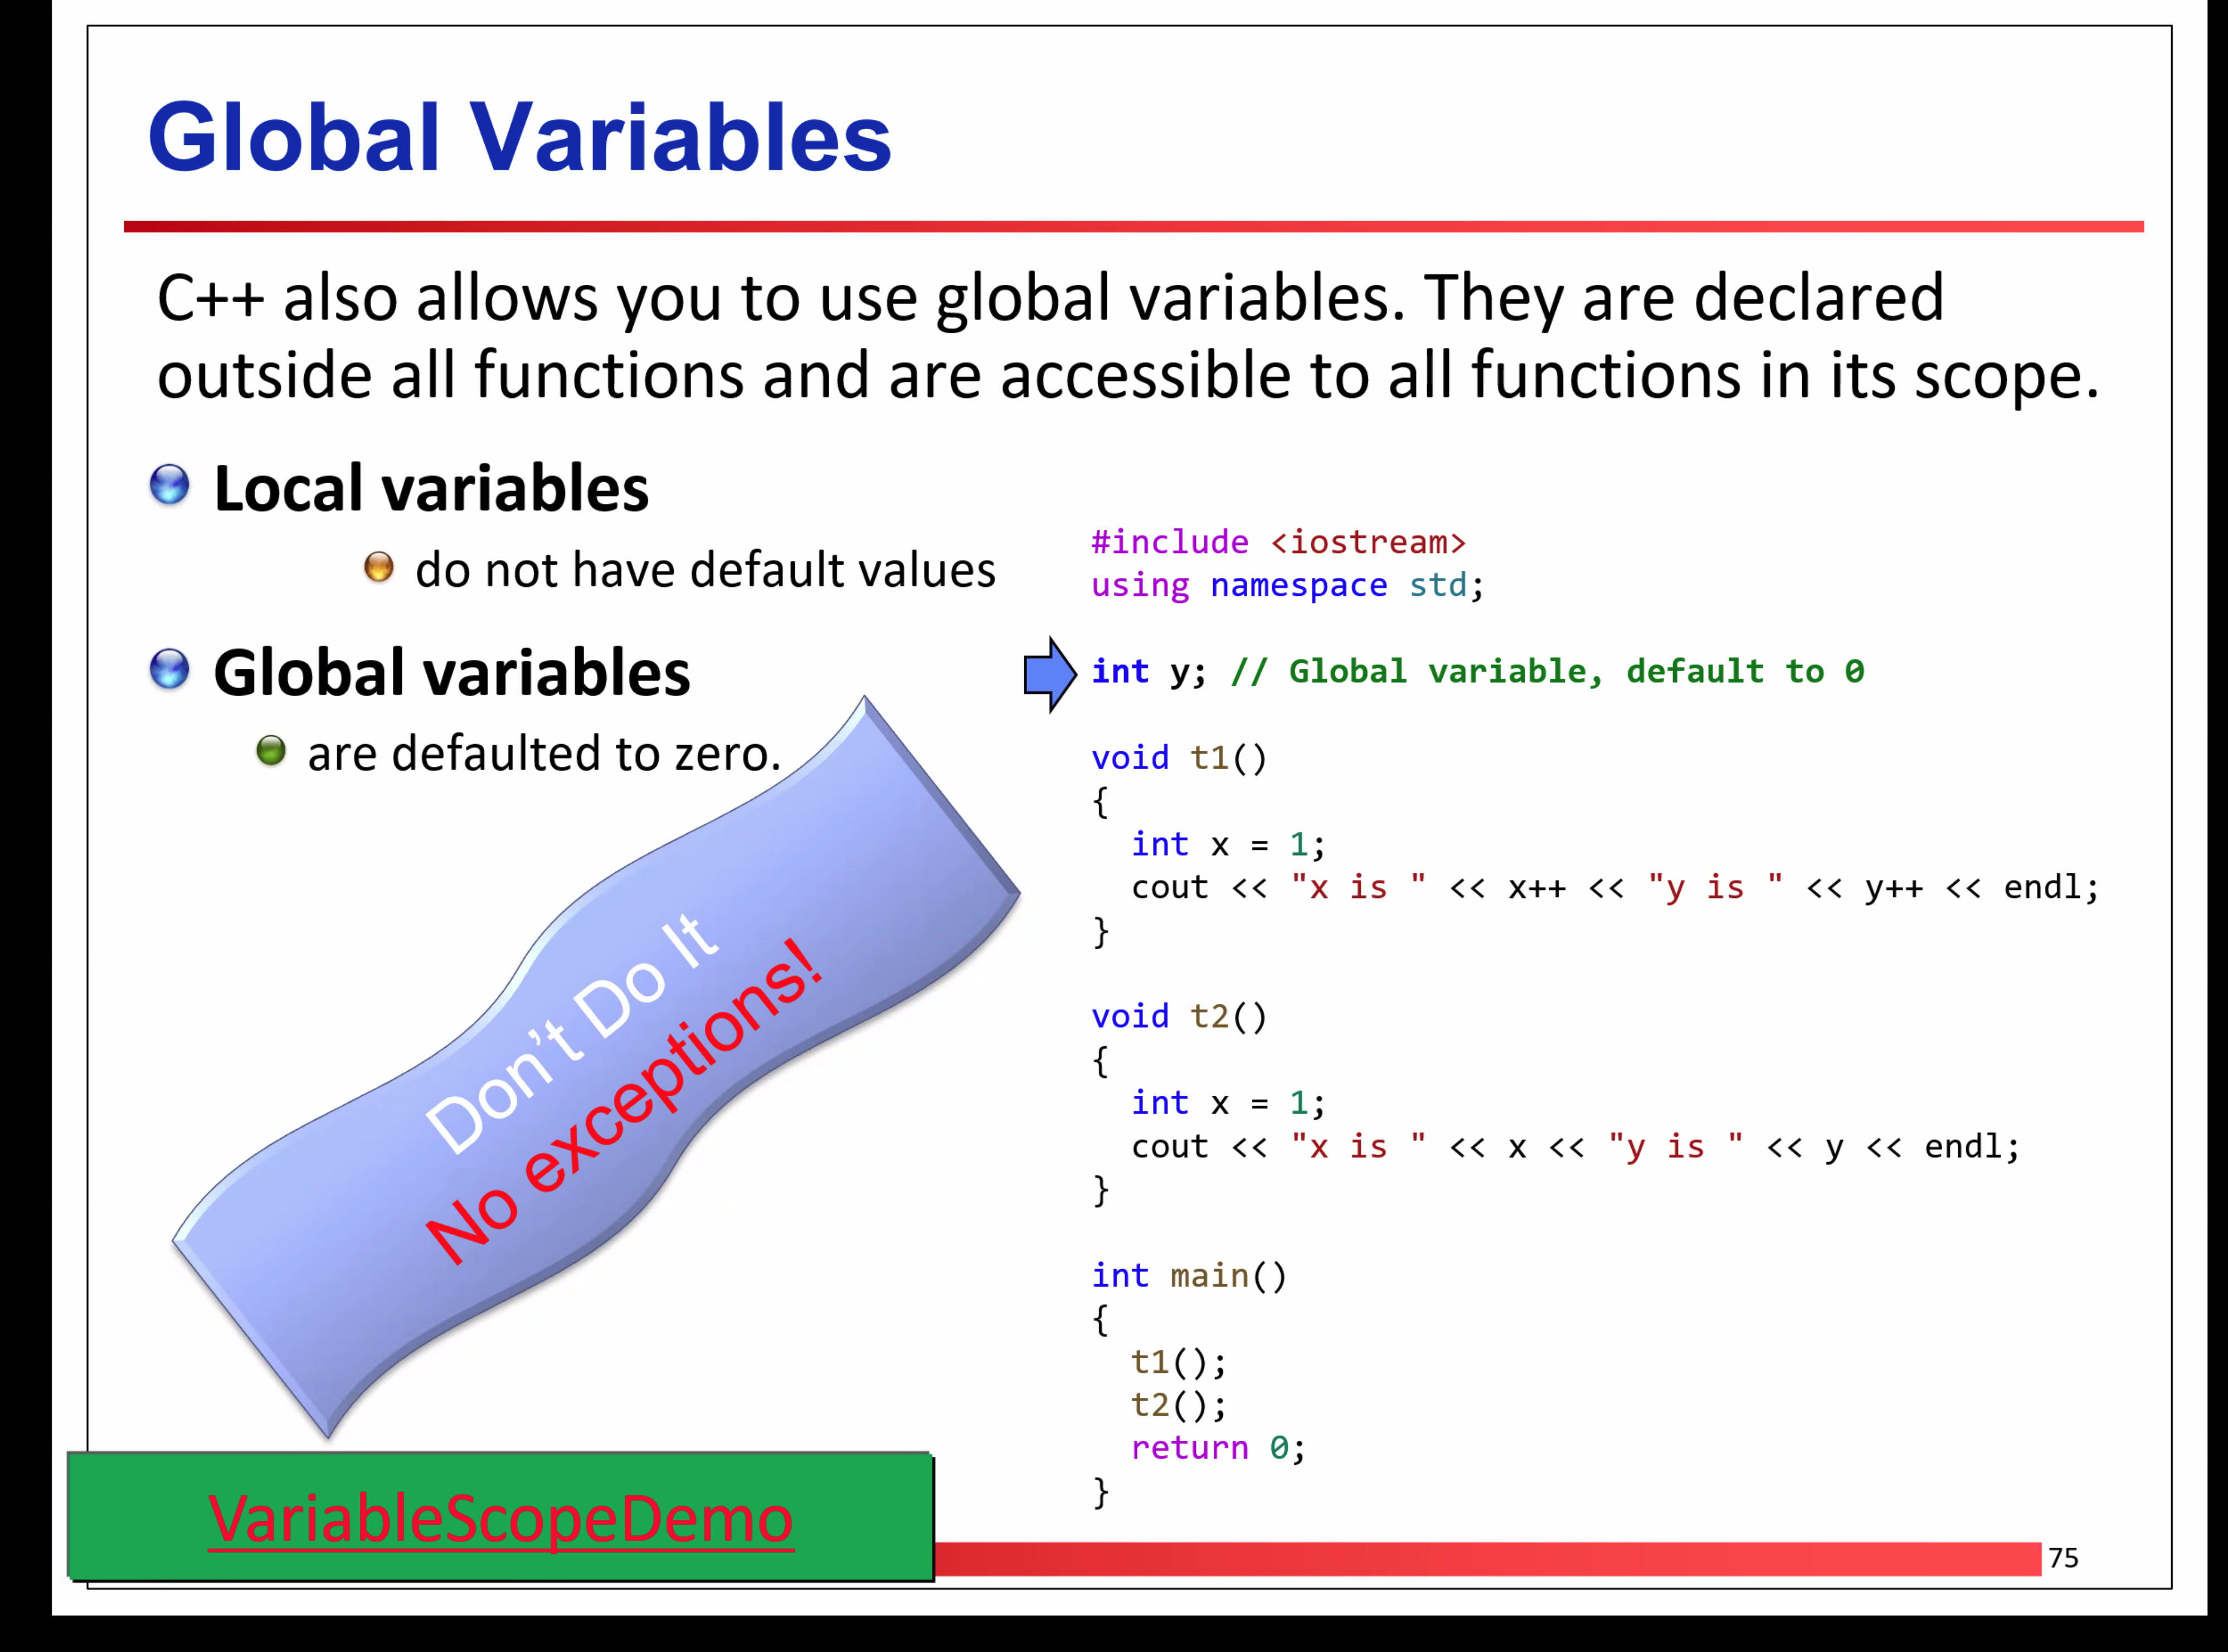 Global Variables
C++ also allows you to use global variables. They are declared
outside all functions and are accessible to all functions in its scope.
Local variables
do not have default values
Global variables
are defaulted to zero.
Don't Do It
No exceptions!
#include <iostream>
using namespace std;
int y; // Global variable, default to 0
void t1()
{
  int x = 1;
  cout << "x is " << x++ << "y is " << y++ << endl;
}
void t2()
{
  int x = 1;
  cout << "x is " << x << "y is " << y << endl;
}
int main()
{
  t1();
  t2();
  return 0;
}
VariableScopeDemo
75